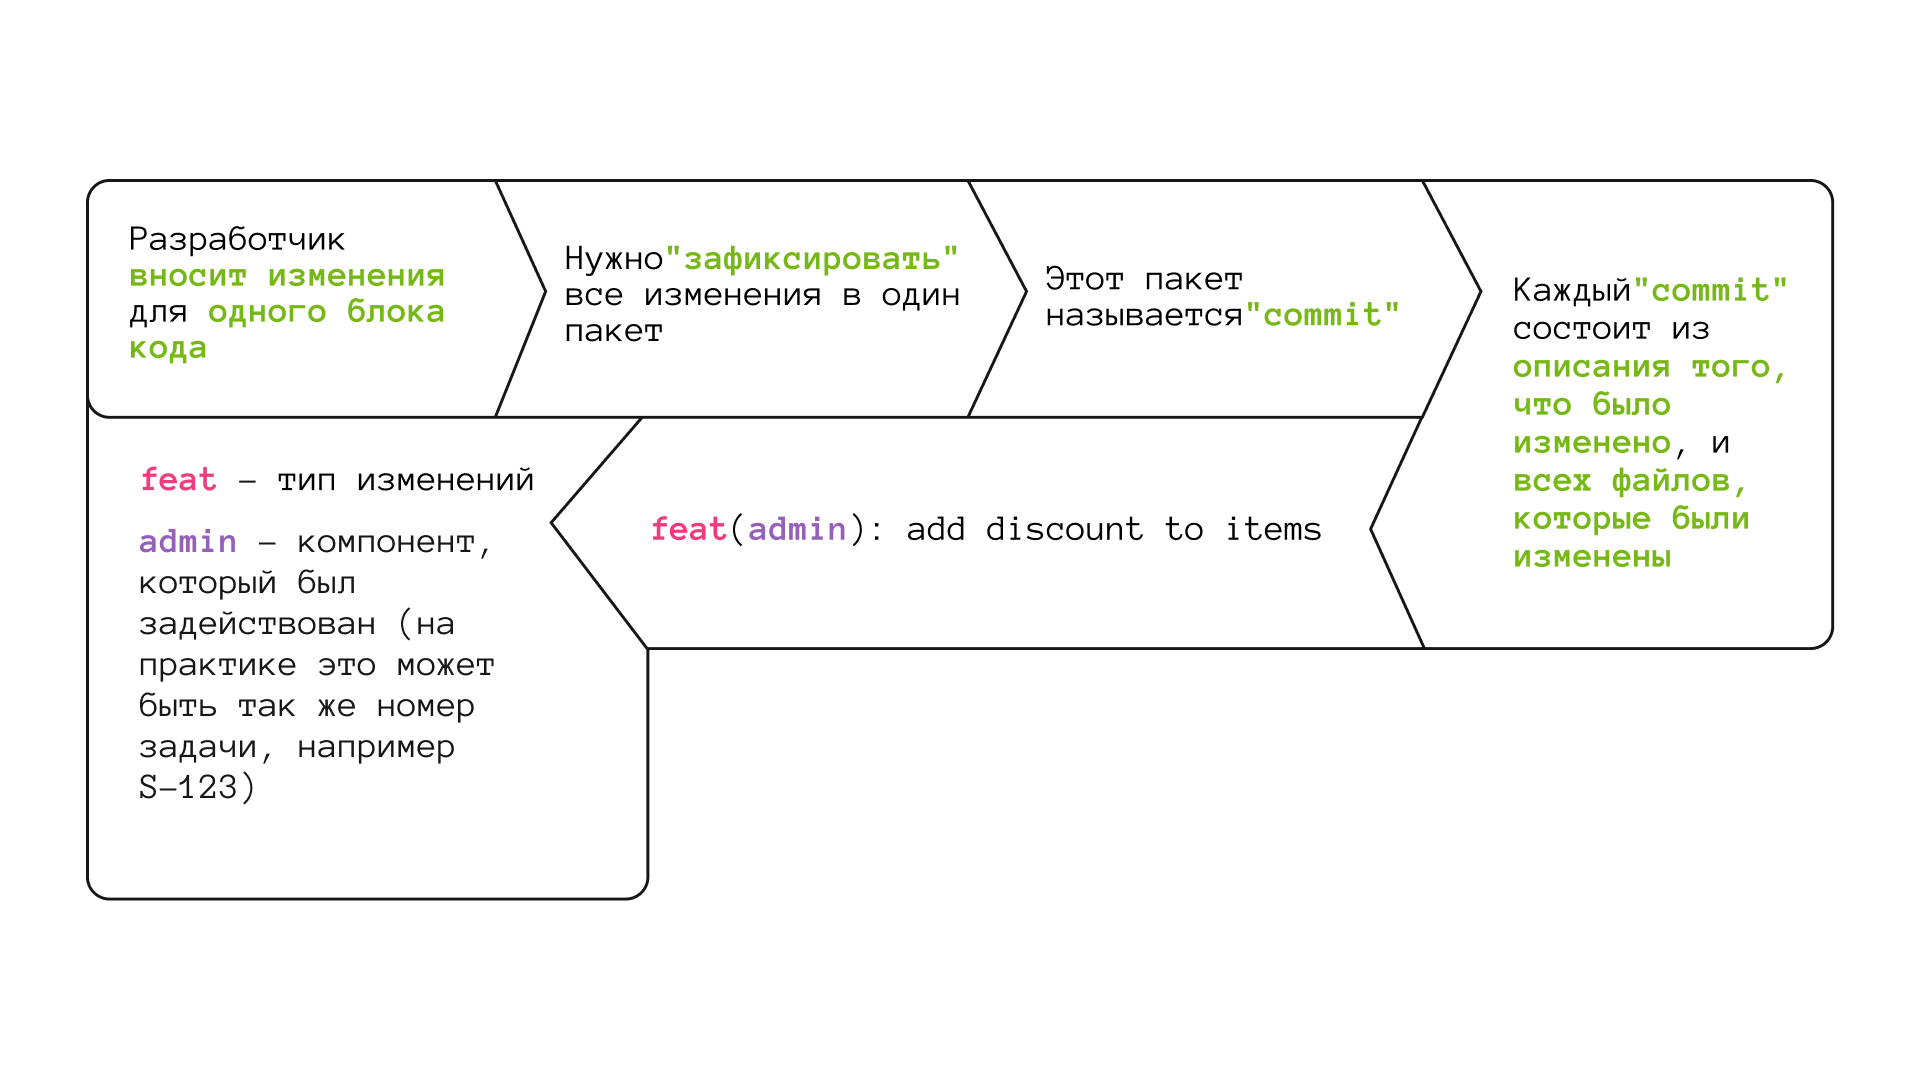 Разработчик
вносит изменения
для одного блока
кода
Нужно"зафиксировать"
все изменения в один
пакет
Этот пакет
называется"commit"
Каждый"commit"
состоит из
описания того,
что было
изменено, и
всех файлов,
которые были
изменены
feat(admin): add discount to items
feat – тип изменений
admin – компонент,
который был
задействован (на
практике это может
быть так же номер
задачи, например
S–123)